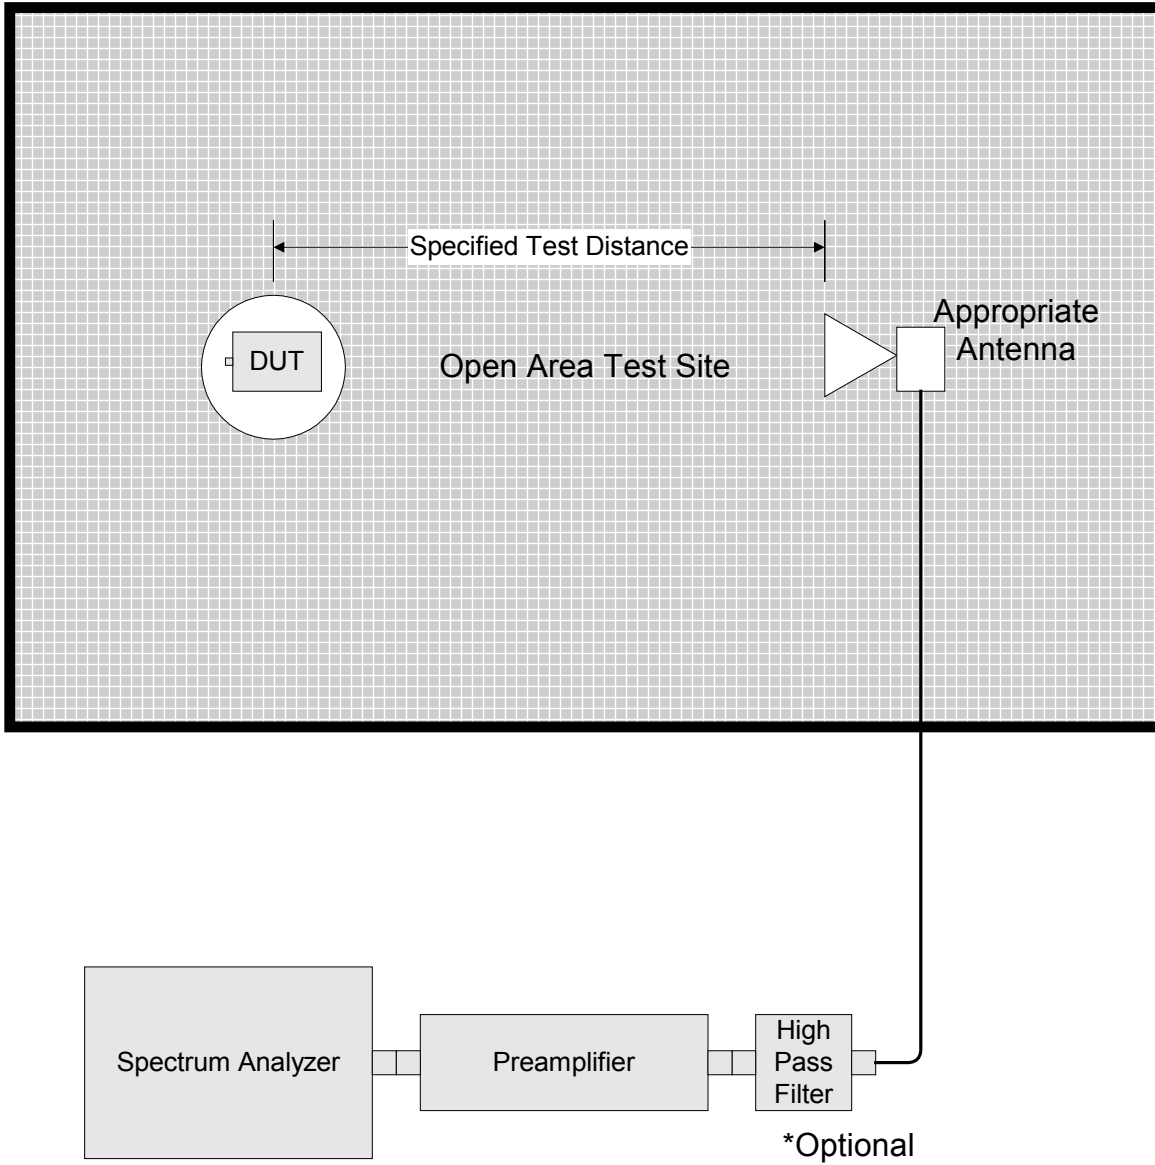 Specified Test Distance
Appropriate
Antenna
DUT
Open Area Test Site
Spectrum Analyzer
Preamplifier
High
Pass
Filter
*Optional